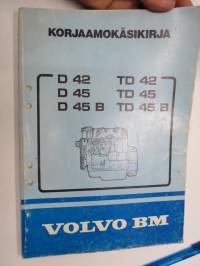 KORJAAMOKÄSIKIRJA
D 42 TD 42
D 45 TD 45
D 45 B TD 45 B
VOLVO BM